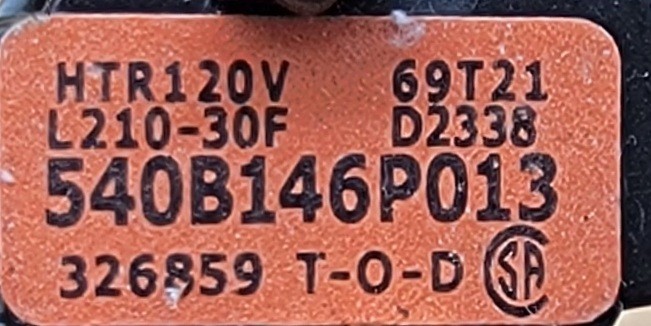 HTR120V 69T21
L210-30F D2338
540B146P013
326859 T-O-D SA